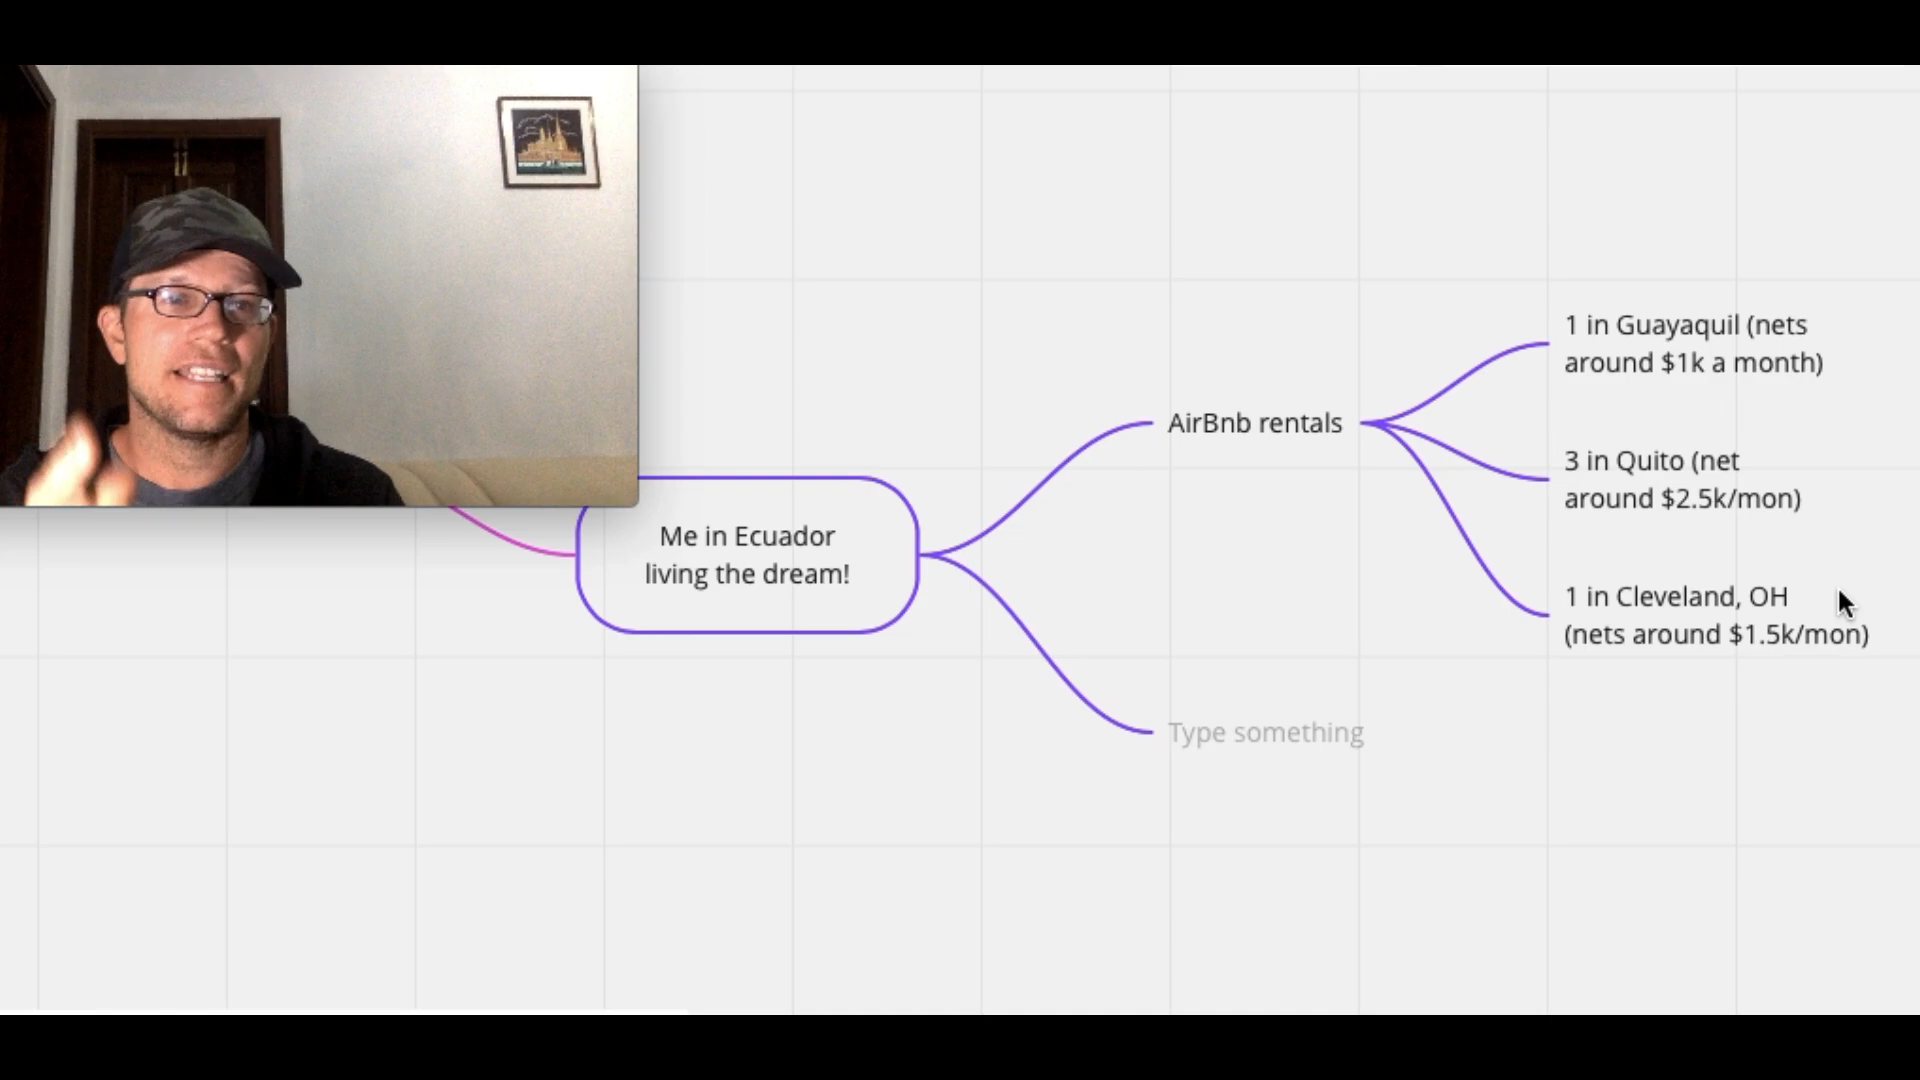 Me in Ecuador
living the dream!
AirBnb rentals
1 in Guayaquil (nets
around $1k a month)
3 in Quito (net
around $2.5k/mon)
1 in Cleveland, OH
(nets around $1.5k/mon)
Type something